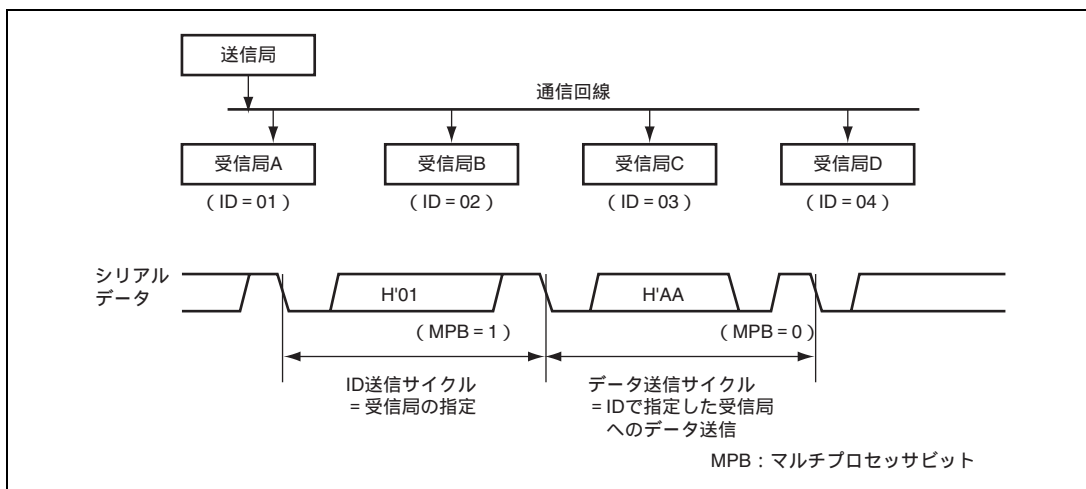 送信局
通信回線
受信局A
受信局B
受信局C
受信局D
(ID = 01)
(ID = 02)
(ID = 03)
(ID = 04)
シリアル
データ
H'01
H'AA
(MPB = 1)
(MPB = 0)
ID送信サイクル
= 受信局の指定
データ送信サイクル
= IDで指定した受信局
へのデータ送信
MPB : マルチプロセッサビット